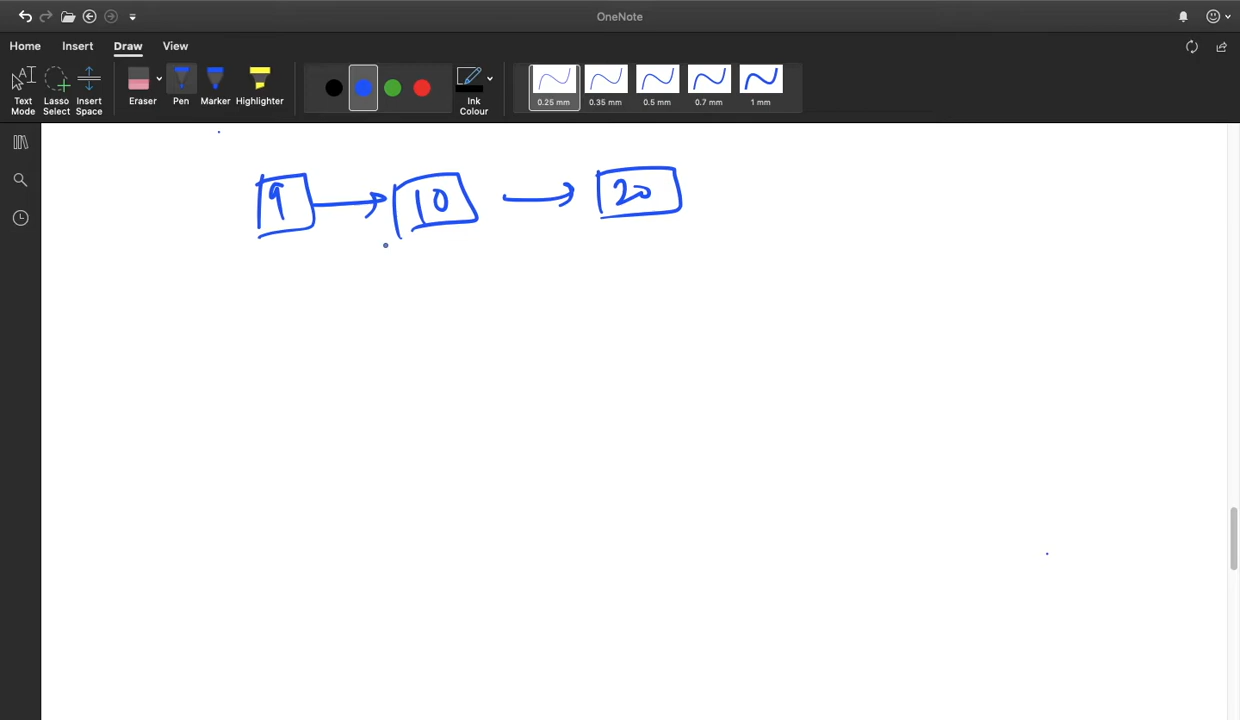 OneNote
Home Insert Draw View
Text Mode
Lasso Select
Insert Space
Eraser
Pen
Marker
Highlighter
Ink Colour
0.25 mm
0.35 mm
0.5 mm
0.7 mm
1 mm
9 → 10 → 20